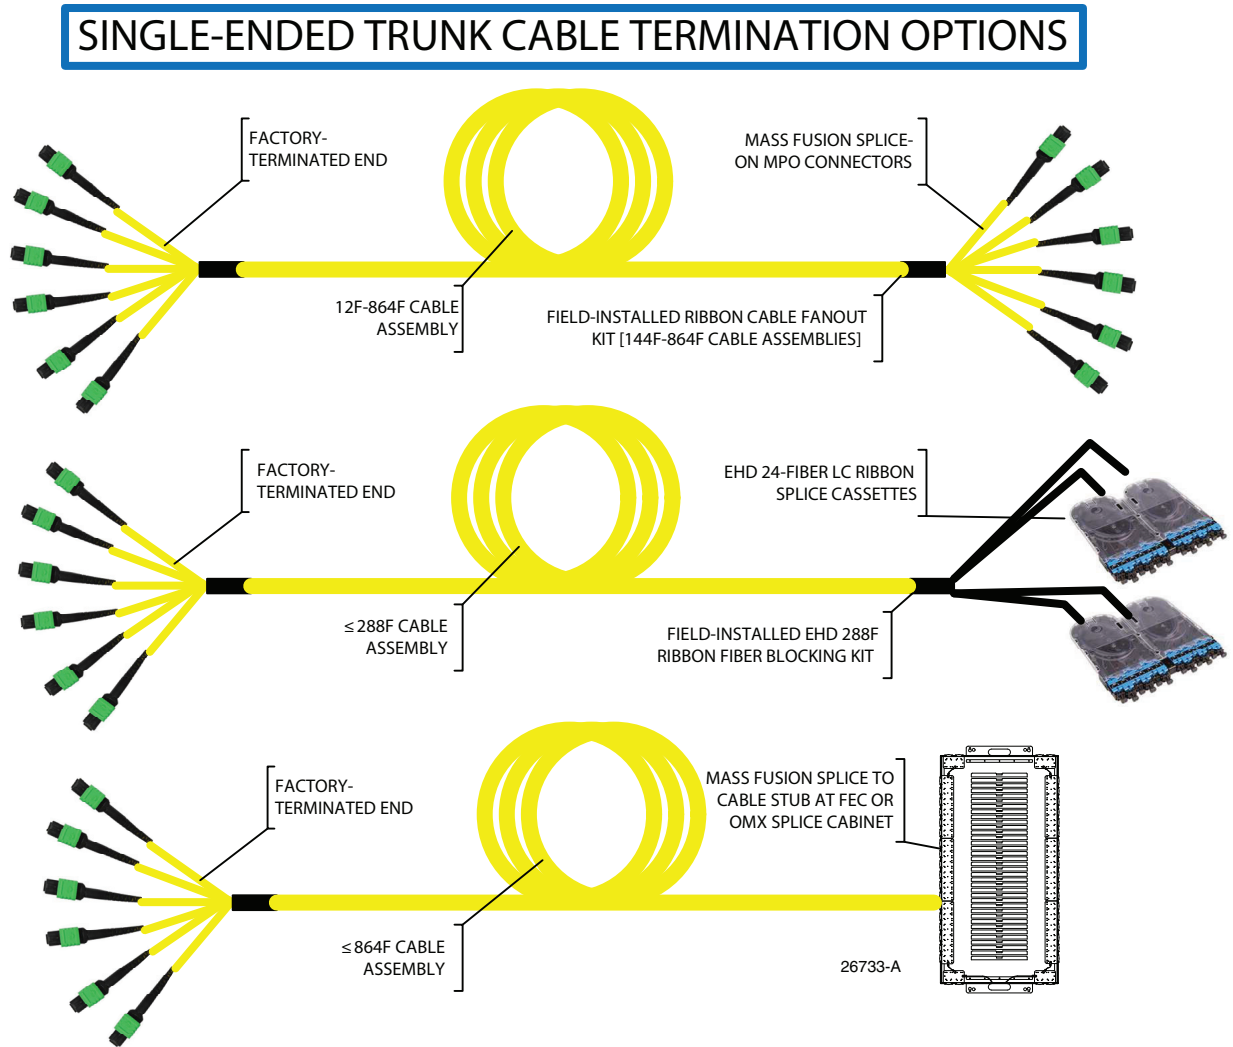 SINGLE-ENDED TRUNK CABLE TERMINATION OPTIONS
FACTORY-
TERMINATED END
MASS FUSION SPLICE-
ON MPO CONNECTORS
12F-864F CABLE
ASSEMBLY
FIELD-INSTALLED RIBBON CABLE FANOUT
KIT [144F-864F CABLE ASSEMBLIES]
FACTORY-
TERMINATED END
EHD 24-FIBER LC RIBBON
SPLICE CASSETTES
≤288F CABLE
ASSEMBLY
FIELD-INSTALLED EHD 288F
RIBBON FIBER BLOCKING KIT
FACTORY-
TERMINATED END
MASS FUSION SPLICE TO
CABLE STUB AT FEC OR
OMX SPLICE CABINET
≤864F CABLE
ASSEMBLY
26733-A